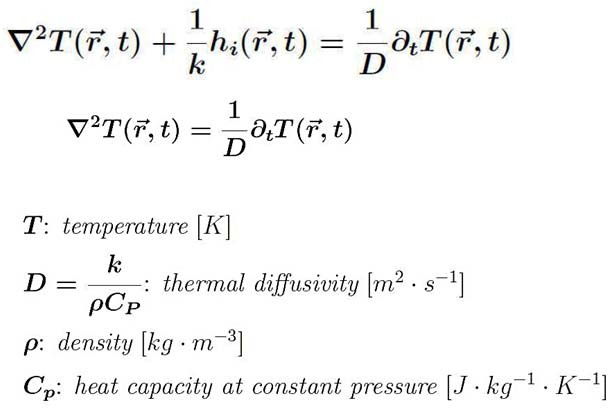 ∇²T(r⃗, t) + 1/k hᵢ(r⃗, t) = 1/D ∂ₜT(r⃗, t)
∇²T(r⃗, t) = 1/D ∂ₜT(r⃗, t)
T: temperature [K]
D = k/ρC_P: thermal diffusivity [m² · s⁻¹]
ρ: density [kg · m⁻³]
C_p: heat capacity at constant pressure [J · kg⁻¹ · K⁻¹]